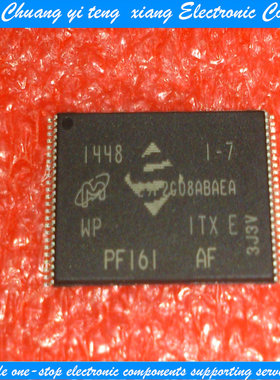 Chuang yi teng xiang Electronic Co
1448 1-7
2G08ABAEA
WP ITX E
PF161 AF
3J3V
one-stop electronic components supporting serv